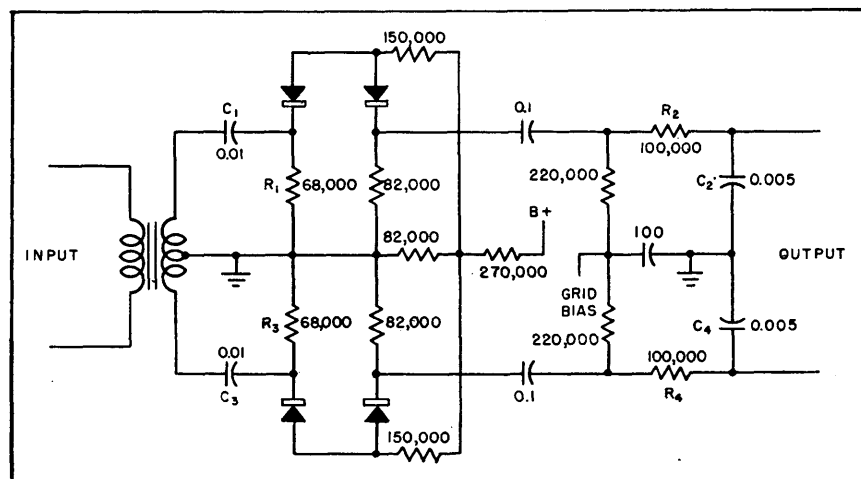 150,000
C₁
0.01
0.1
R₂
100,000
R₁
68,000
82,000
220,000
C₂
0.005
B+
INPUT
82,000
270,000
100
OUTPUT
GRID
BIAS
R₃
68,000
82,000
220,000
C₄
0.005
0.01
C₃
0.1
100,000
R₄
150,000